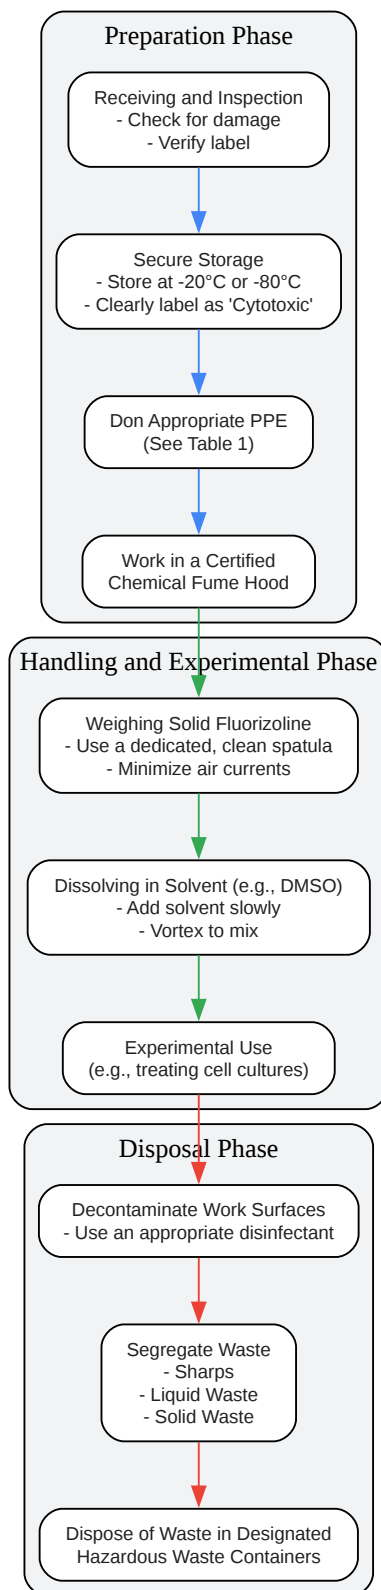 Preparation Phase
Receiving and Inspection
- Check for damage
- Verify label
Secure Storage
- Store at -20°C or -80°C
- Clearly label as 'Cytotoxic'
Don Appropriate PPE
(See Table 1)
Work in a Certified
Chemical Fume Hood
Handling and Experimental Phase
Weighing Solid Fluorizoline
- Use a dedicated, clean spatula
- Minimize air currents
Dissolving in Solvent (e.g., DMSO)
- Add solvent slowly
- Vortex to mix
Experimental Use
(e.g., treating cell cultures)
Disposal Phase
Decontaminate Work Surfaces
- Use an appropriate disinfectant
Segregate Waste
- Sharps
- Liquid Waste
- Solid Waste
Dispose of Waste in Designated
Hazardous Waste Containers